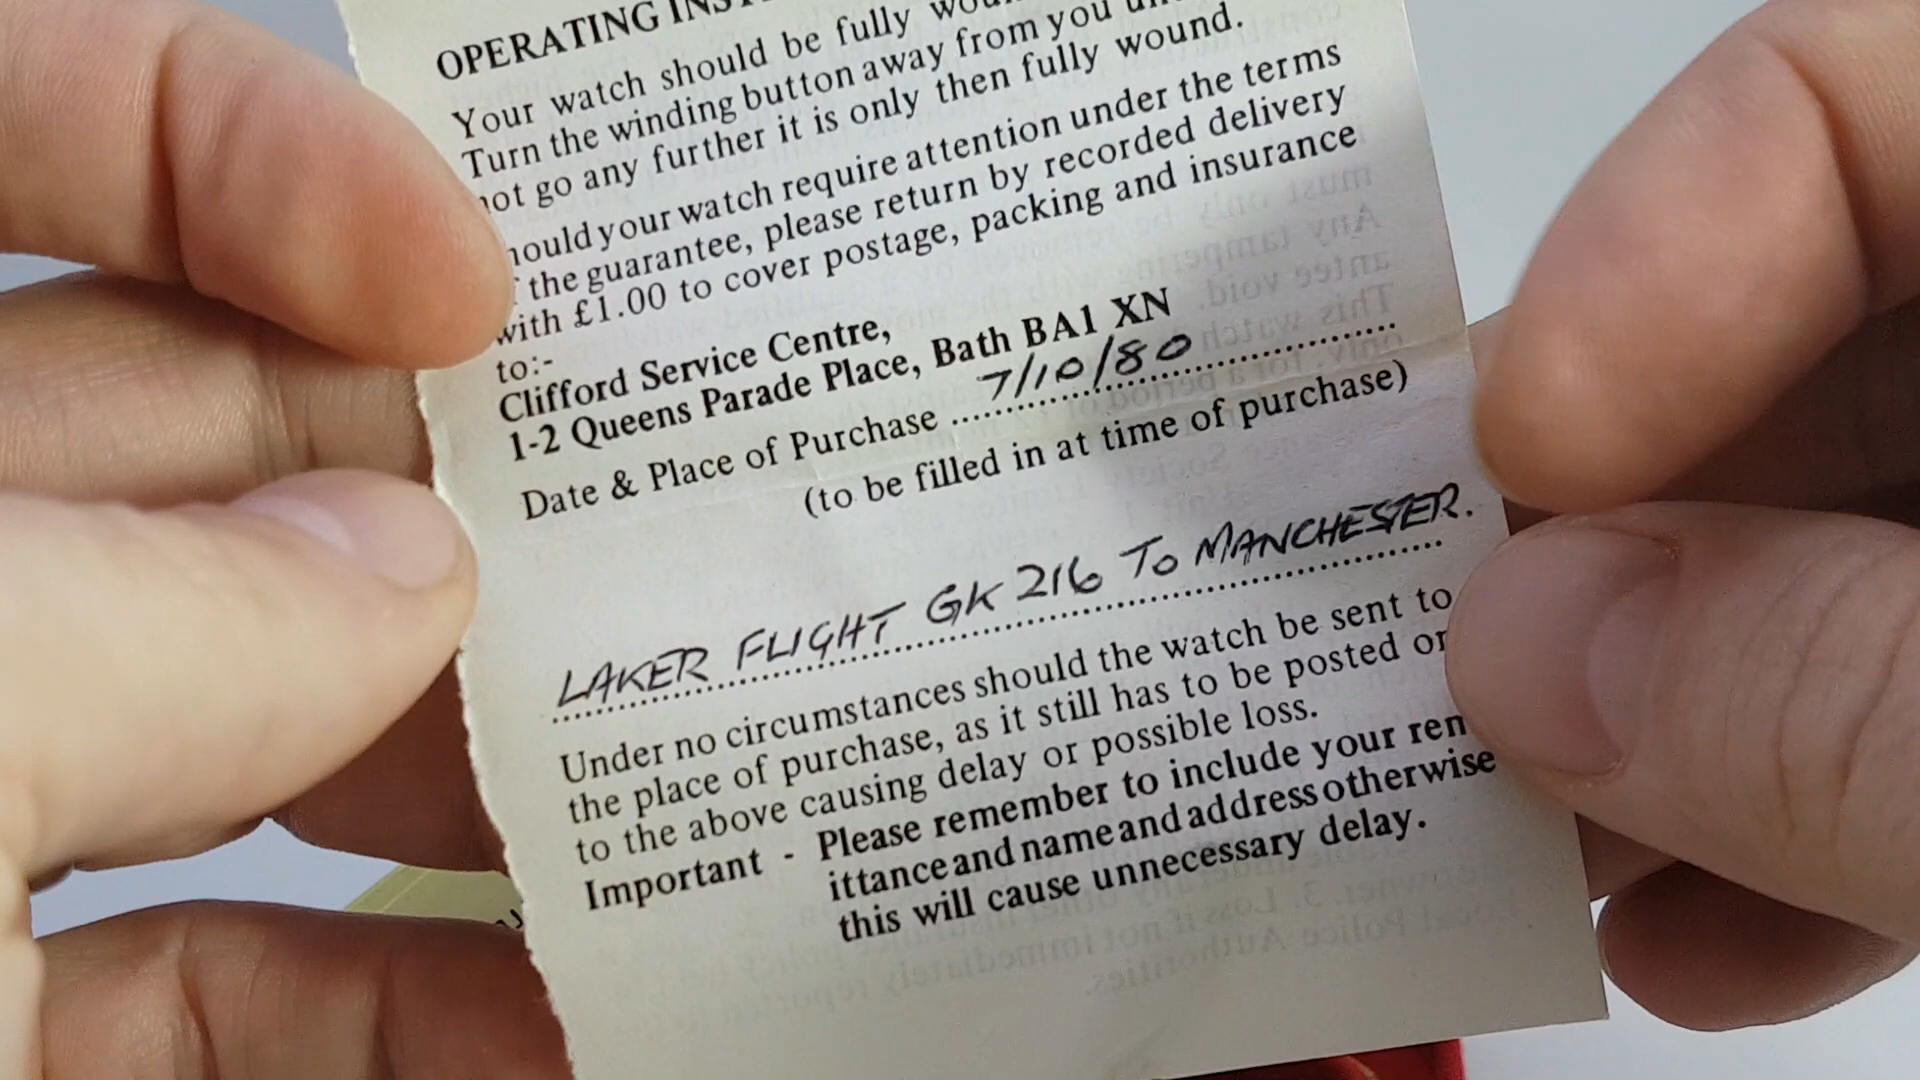 OPERATING INST
Your watch should be fully wou
Turn the winding button away from you un
not go any further it is only then fully wound.
hould your watch require attention under the terms
f the guarantee, please return by recorded delivery
with £1.00 to cover postage, packing and insurance
to:-
Clifford Service Centre,
1-2 Queens Parade Place, Bath BA1 XN
Date & Place of Purchase ....7/10/80....
(to be filled in at time of purchase)
LAKER FLIGHT GK 216 TO MANCHESTER.
Under no circumstances should the watch be sent to
the place of purchase, as it still has to be posted on
to the above causing delay or possible loss.
Important - Please remember to include your rem
ittance and name and address otherwise
this will cause unnecessary delay.